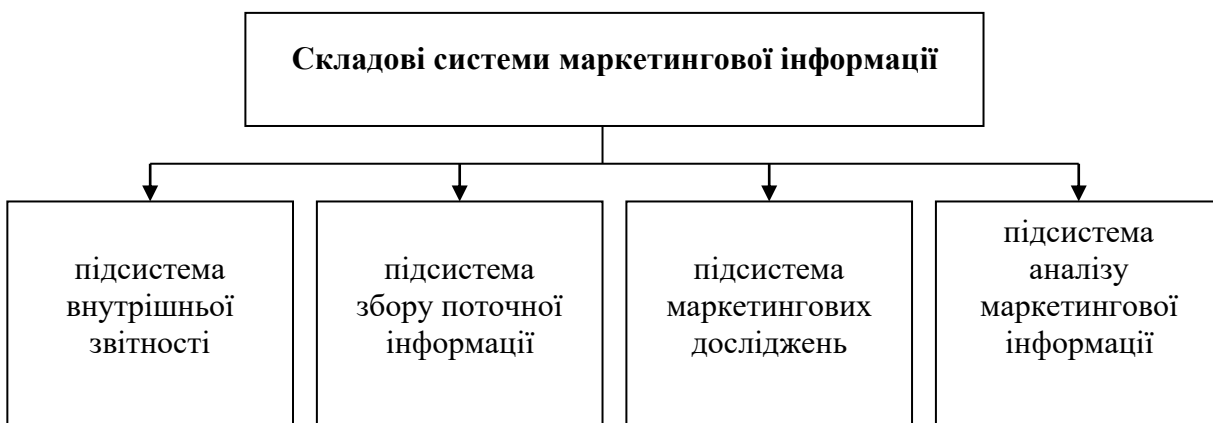 Складові системи маркетингової інформації
підсистема
внутрішньої
звітності
підсистема
збору поточної
інформації
підсистема
маркетингових
досліджень
підсистема
аналізу
маркетингової
інформації